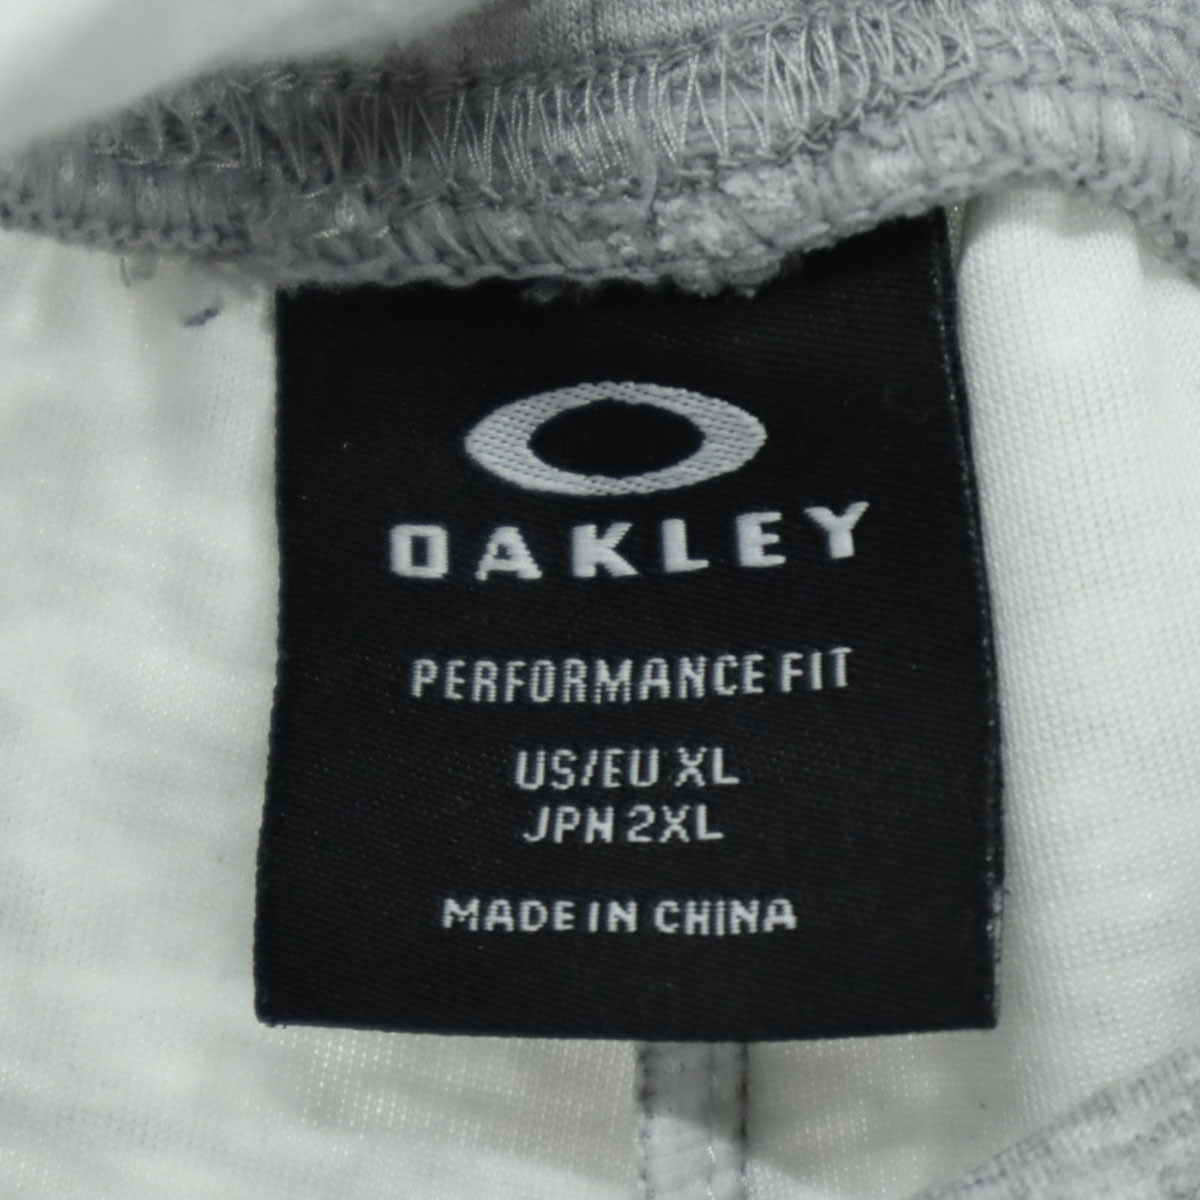 OAKLEY
PERFORMANCE FIT
US/EU XL
JPN 2XL
MADE IN CHINA